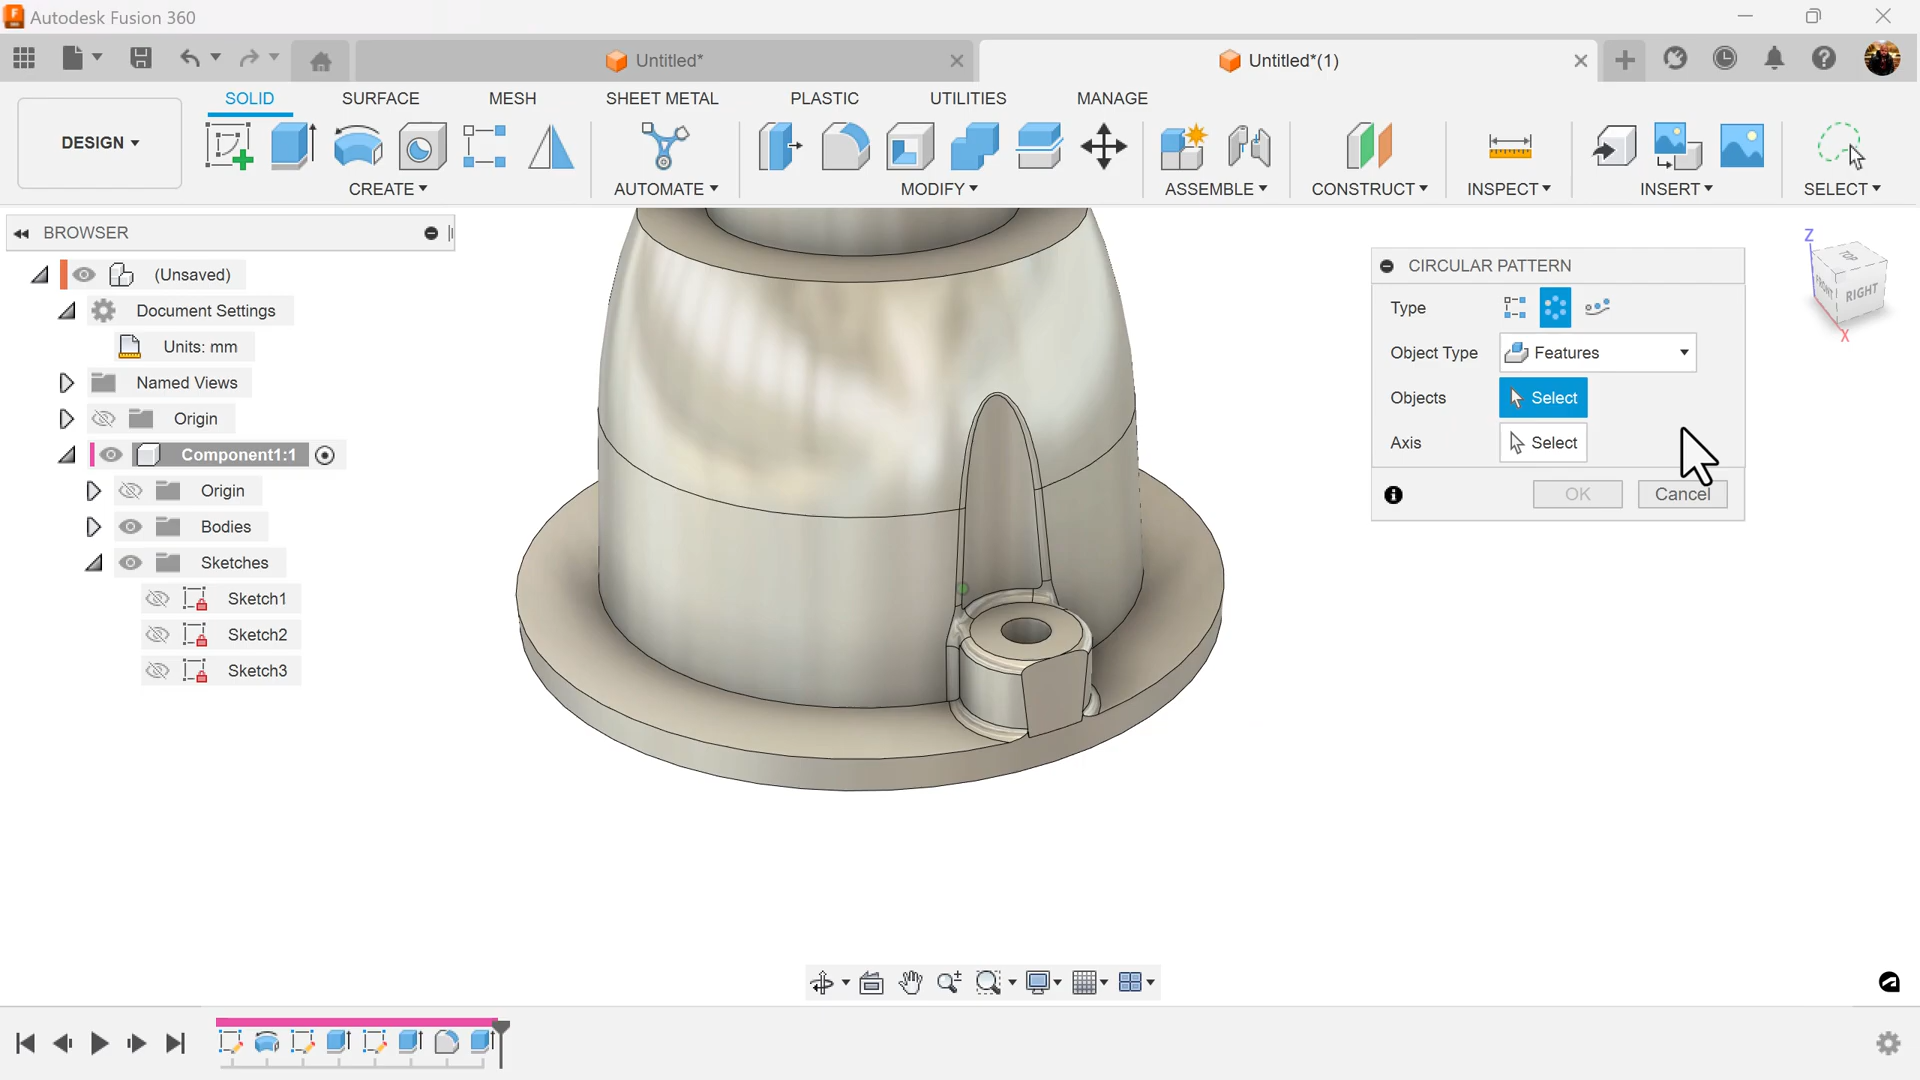 Autodesk Fusion 360
Untitled*
Untitled*(1)
SOLID SURFACE MESH SHEET METAL PLASTIC UTILITIES MANAGE
DESIGN
CREATE AUTOMATE MODIFY ASSEMBLE CONSTRUCT INSPECT INSERT SELECT
BROWSER
(Unsaved)
Document Settings
Units: mm
Named Views
Origin
Component1:1
Origin
Bodies
Sketches
Sketch1
Sketch2
Sketch3
CIRCULAR PATTERN
Type
Object Type Features
Objects Select
Axis Select
OK Cancel
Z
TOP
FRONT RIGHT
X